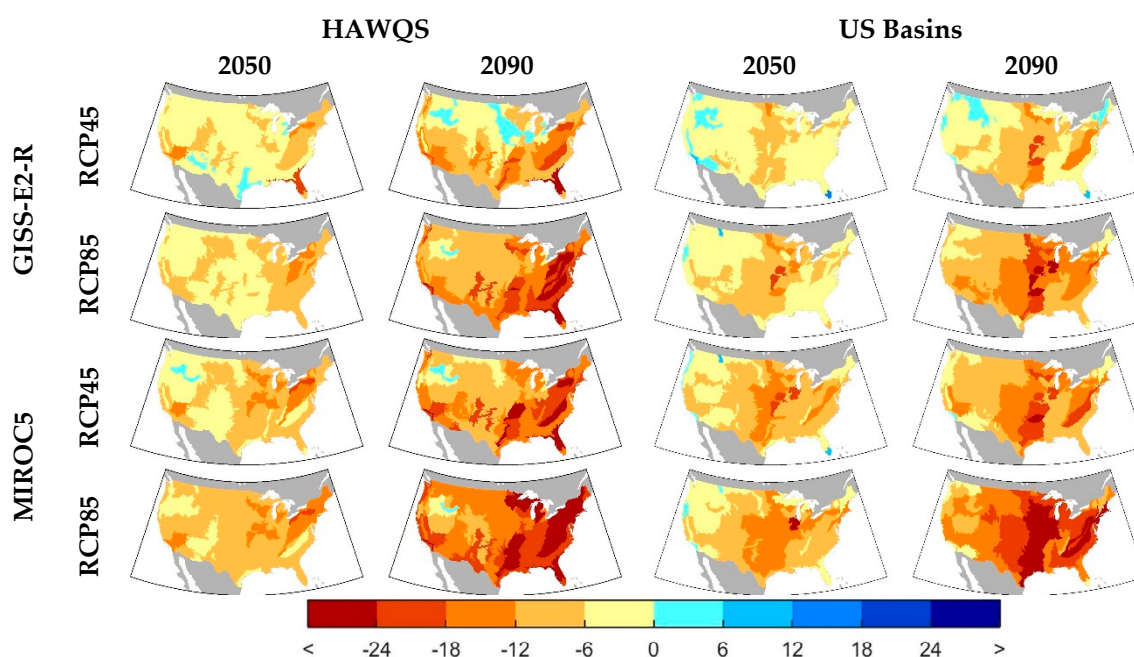 HAWQS US Basins
2050 2090 2050 2090
GISS-E2-R
RCP45
RCP85
MIROC5
RCP45
RCP85
< -24 -18 -12 -6 0 6 12 18 24 >